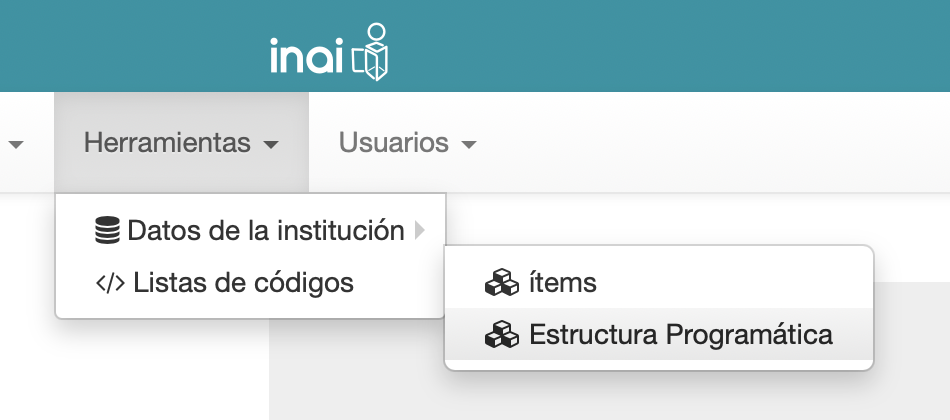 inai
Herramientas
Usuarios
Datos de la institución
Listas de códigos
ítems
Estructura Programática